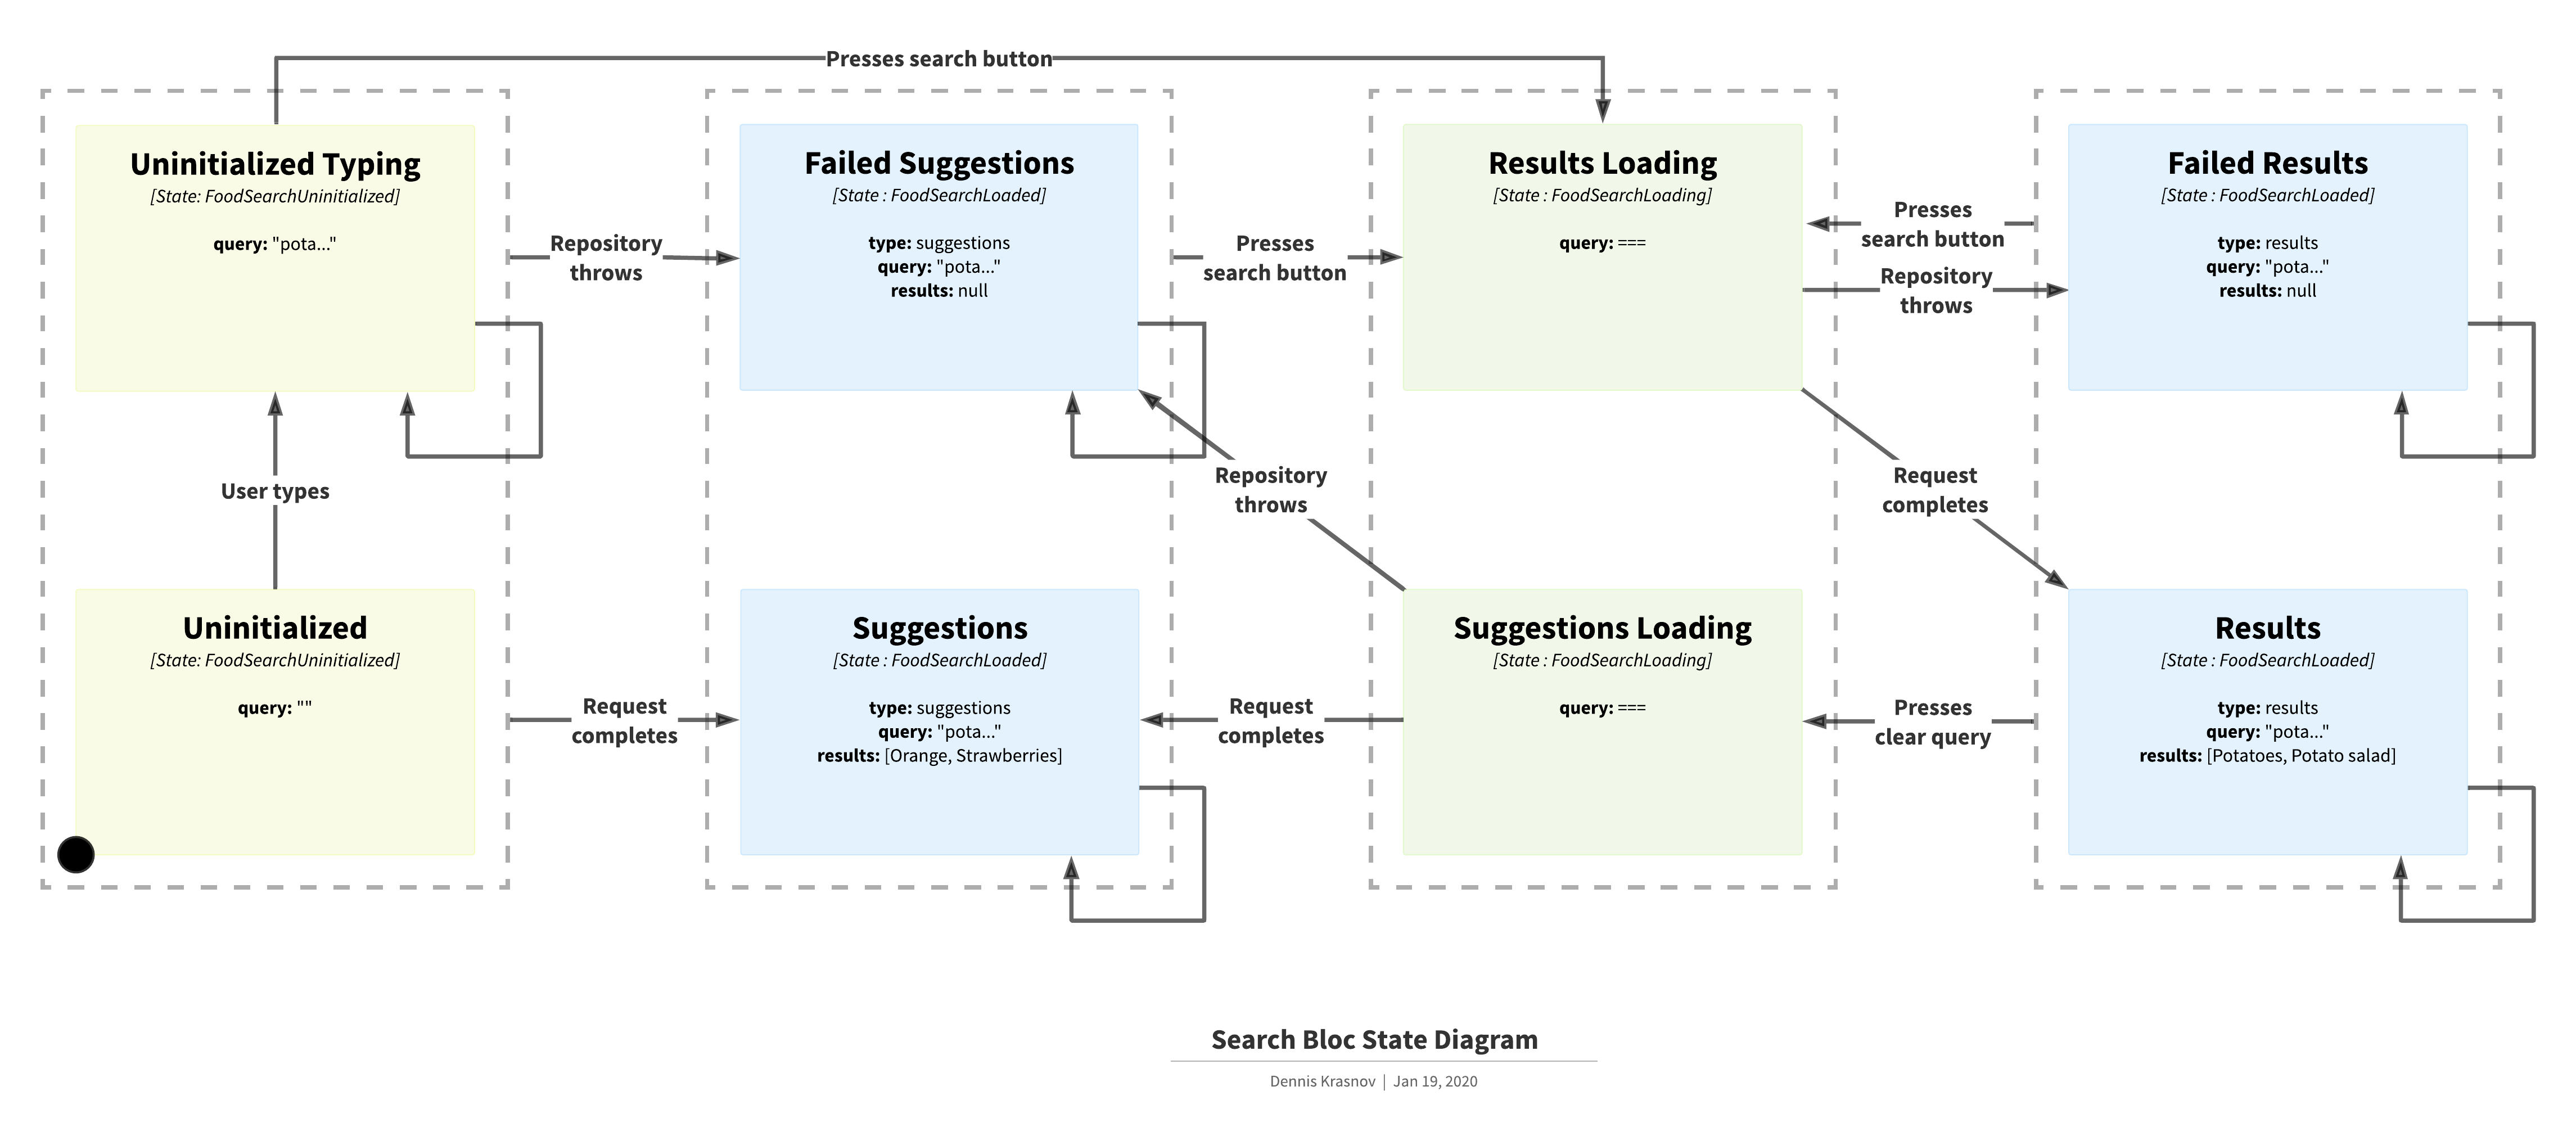 Presses search button
Uninitialized Typing
[State: FoodSearchUninitialized]
query: "pota..."
Repository
throws
Failed Suggestions
[State : FoodSearchLoaded]
type: suggestions
query: "pota..."
results: null
Presses
search button
Results Loading
[State : FoodSearchLoading]
query: ===
Presses
search button
Repository
throws
Failed Results
[State : FoodSearchLoaded]
type: results
query: "pota..."
results: null
User types
Repository
throws
Request
completes
Uninitialized
[State: FoodSearchUninitialized]
query: ""
Request
completes
Suggestions
[State : FoodSearchLoaded]
type: suggestions
query: "pota..."
results: [Orange, Strawberries]
Request
completes
Suggestions Loading
[State : FoodSearchLoading]
query: ===
Presses
clear query
Results
[State : FoodSearchLoaded]
type: results
query: "pota..."
results: [Potatoes, Potato salad]
Search Bloc State Diagram
Dennis Krasnov | Jan 19, 2020